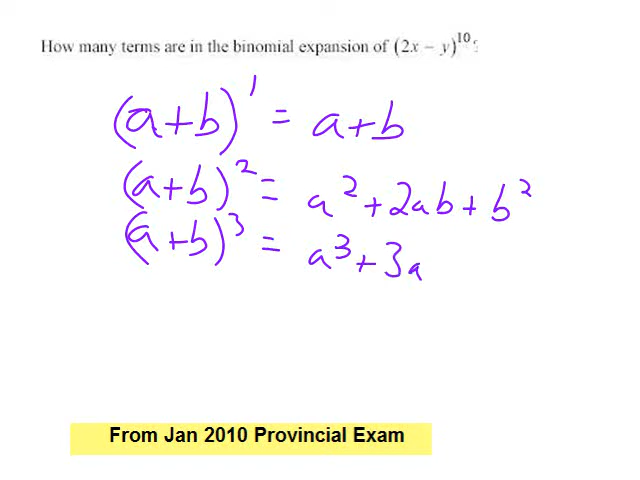 How many terms are in the binomial expansion of (2x − y)¹⁰?
(a+b)¹ = a+b
(a+b)² = a² + 2ab + b²
(a+b)³ = a³ + 3a
From Jan 2010 Provincial Exam